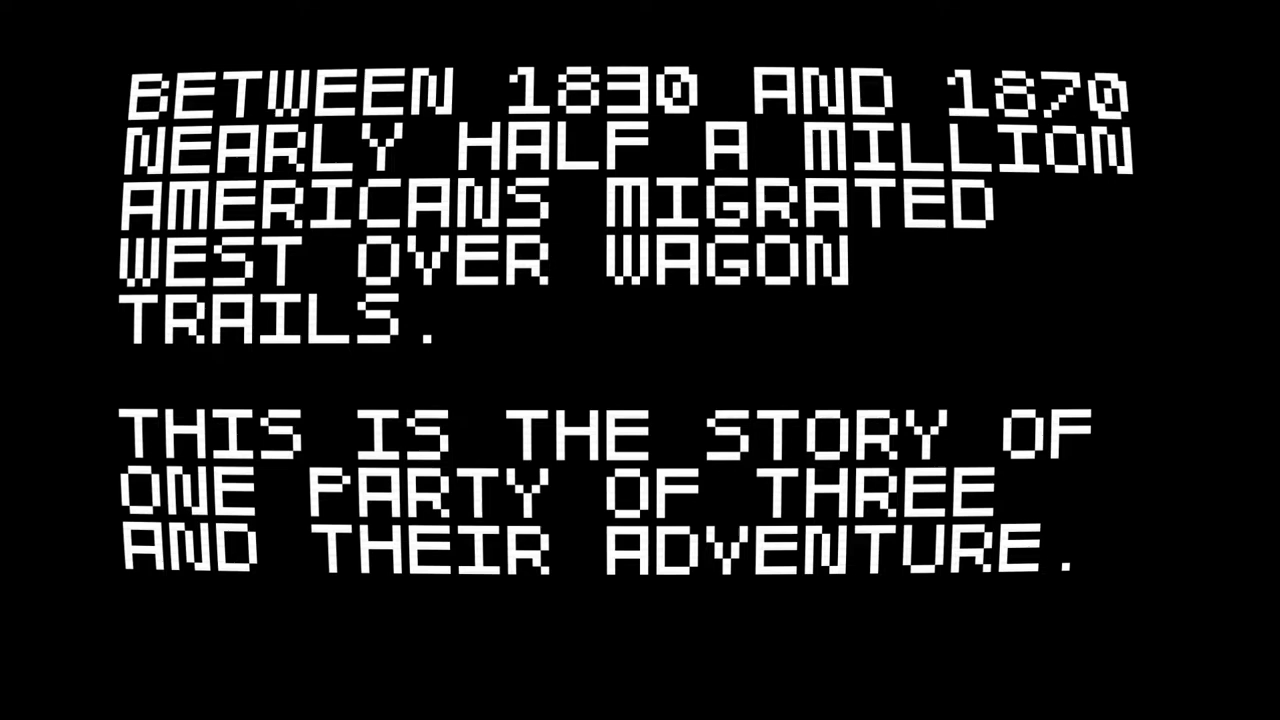 BETWEEN 1830 AND 1870
NEARLY HALF A MILLION
AMERICANS MIGRATED
WEST OVER WAGON
TRAILS.
THIS IS THE STORY OF
ONE PARTY OF THREE
AND THEIR ADVENTURE.